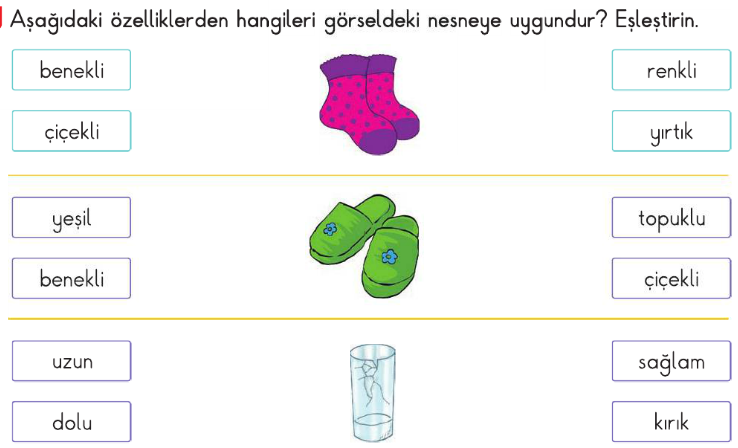 Aşağıdaki özelliklerden hangileri görseldeki nesneye uygundur? Eşleştirin.
benekli
renkli
çiçekli
yırtık
yeşil
topuklu
benekli
çiçekli
uzun
sağlam
dolu
kırık